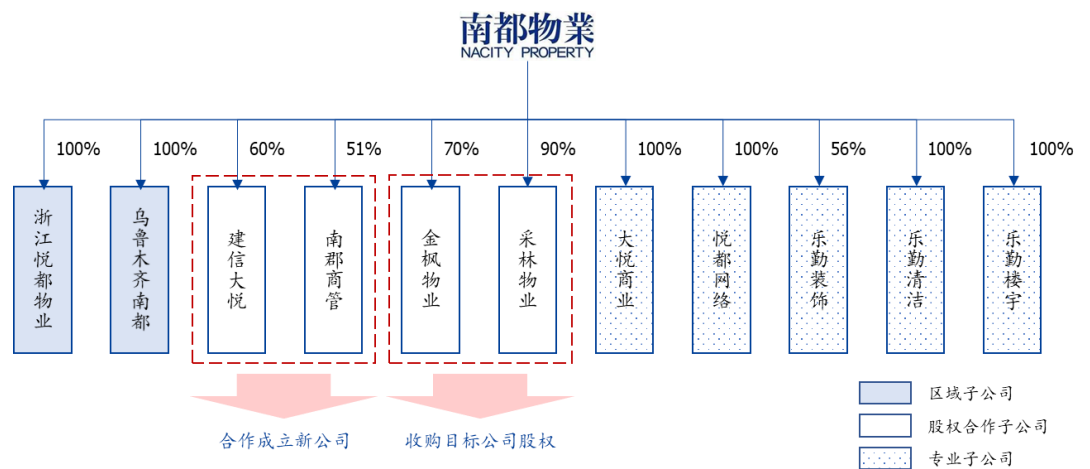 南都物業
NACITY PROPERTY
100%
100%
60%
51%
70%
90%
100%
100%
56%
100%
100%
浙江悦都物业
乌鲁木齐南都
建信大悦
南郡商管
金枫物业
采林物业
大悦商业
悦都网络
乐勤装饰
乐勤清洁
乐勤楼宇
合作成立新公司
收购目标公司股权
区域子公司
股权合作子公司
专业子公司